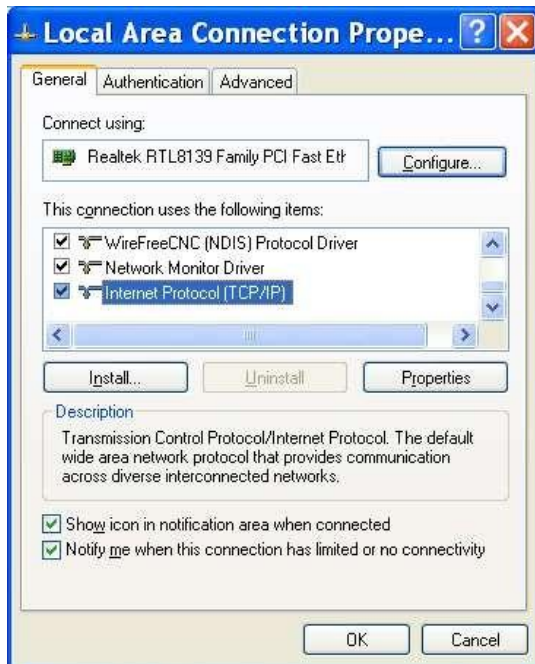 Local Area Connection Prope...
General
Authentication
Advanced
Connect using:
Realtek RTL8139 Family PCI Fast Eth
Configure...
This connection uses the following items:
WireFreeCNC (NDIS) Protocol Driver
Network Monitor Driver
Internet Protocol (TCP/IP)
Install...
Uninstall
Properties
Description
Transmission Control Protocol/Internet Protocol. The default
wide area network protocol that provides communication
across diverse interconnected networks.
Show icon in notification area when connected
Notify me when this connection has limited or no connectivity
OK
Cancel